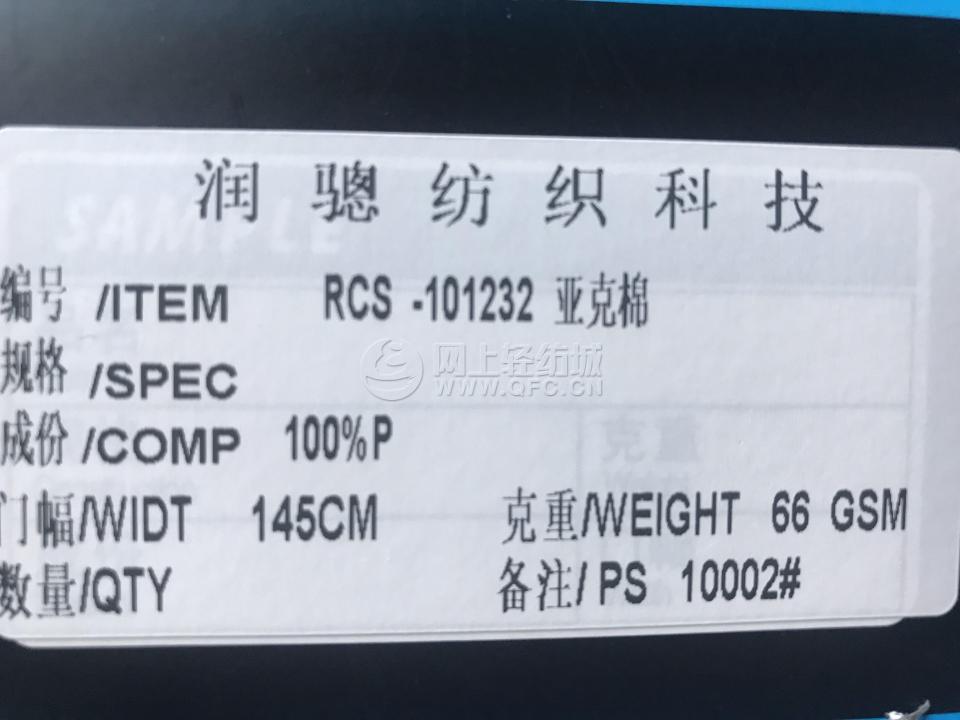 润骢纺织科技
SAMPLE
编号 /ITEM RCS -101232 亚克棉
规格 /SPEC
网上轻纺城
WWW.QFC.CN
成份 /COMP 100%P
门幅/WIDT 145CM 克重/WEIGHT 66 GSM
数量/QTY 备注/ PS 10002#